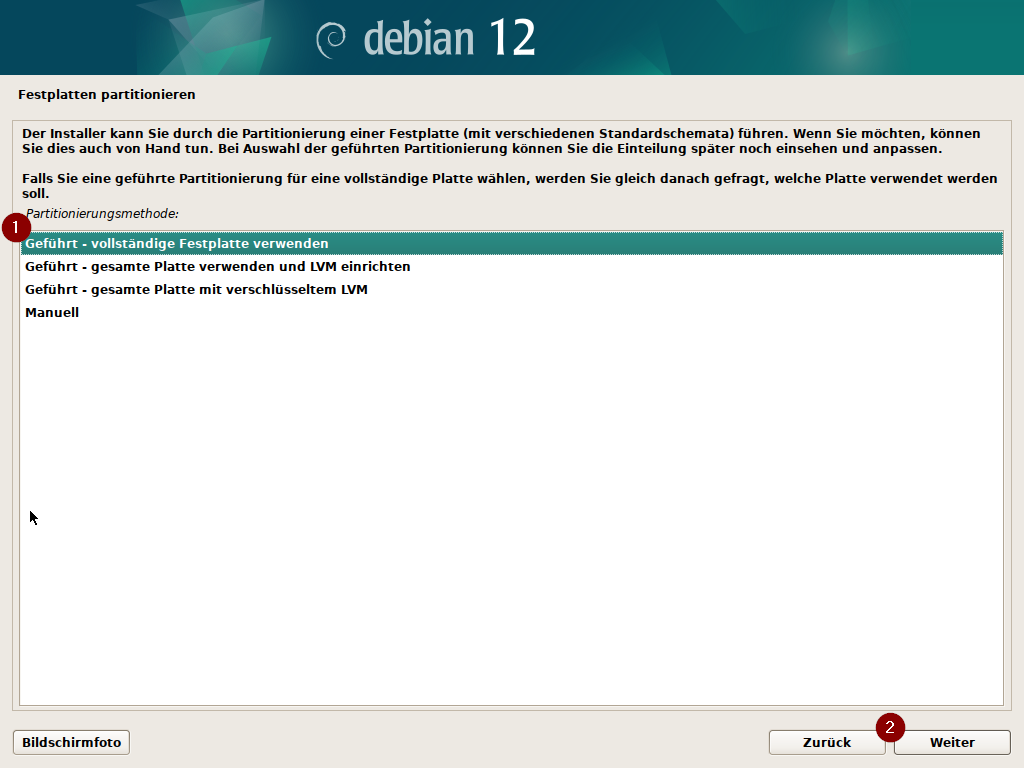 debian 12
Festplatten partitionieren
Der Installer kann Sie durch die Partitionierung einer Festplatte (mit verschiedenen Standardschemata) führen. Wenn Sie möchten, können
Sie dies auch von Hand tun. Bei Auswahl der geführten Partitionierung können Sie die Einteilung später noch einsehen und anpassen.
Falls Sie eine geführte Partitionierung für eine vollständige Platte wählen, werden Sie gleich danach gefragt, welche Platte verwendet werden
soll.
Partitionierungsmethode:
1
Geführt - vollständige Festplatte verwenden
Geführt - gesamte Platte verwenden und LVM einrichten
Geführt - gesamte Platte mit verschlüsseltem LVM
Manuell
2
Bildschirmfoto
Zurück
Weiter